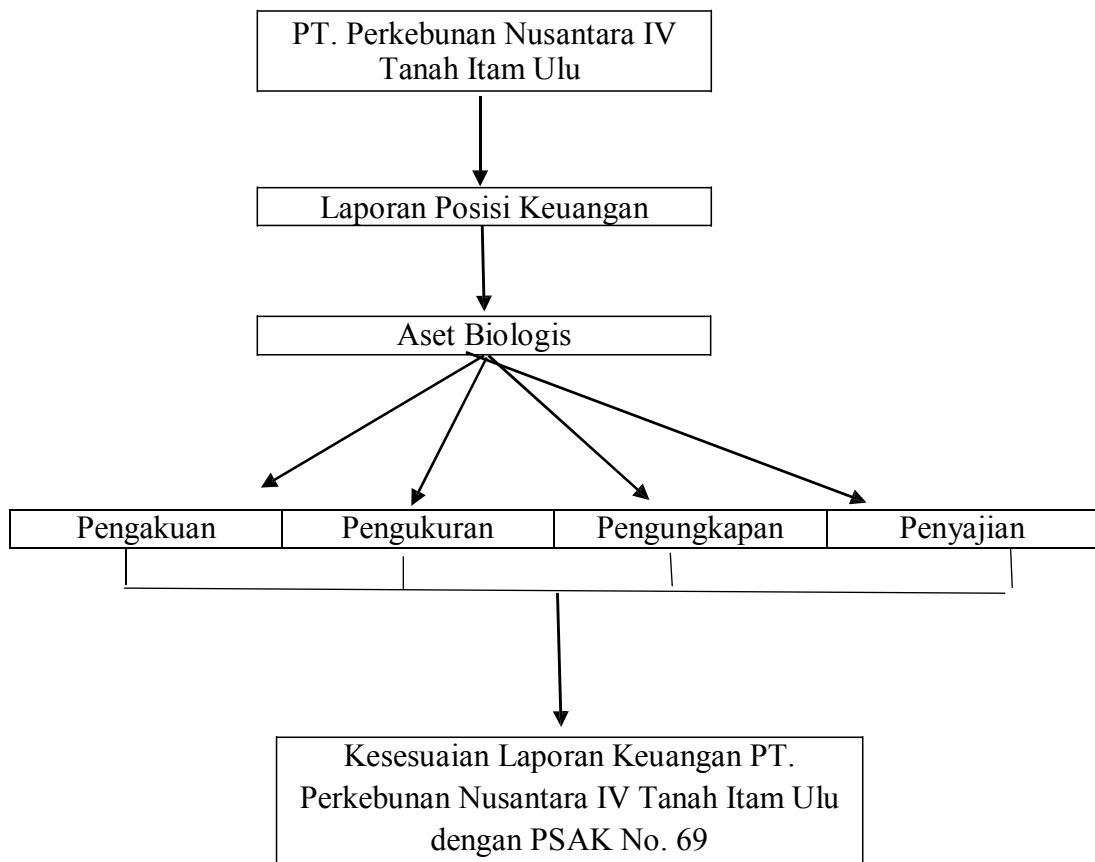 PT. Perkebunan Nusantara IV
Tanah Itam Ulu
Laporan Posisi Keuangan
Aset Biologis
Pengakuan
Pengukuran
Pengungkapan
Penyajian
Kesesuaian Laporan Keuangan PT.
Perkebunan Nusantara IV Tanah Itam Ulu
dengan PSAK No. 69